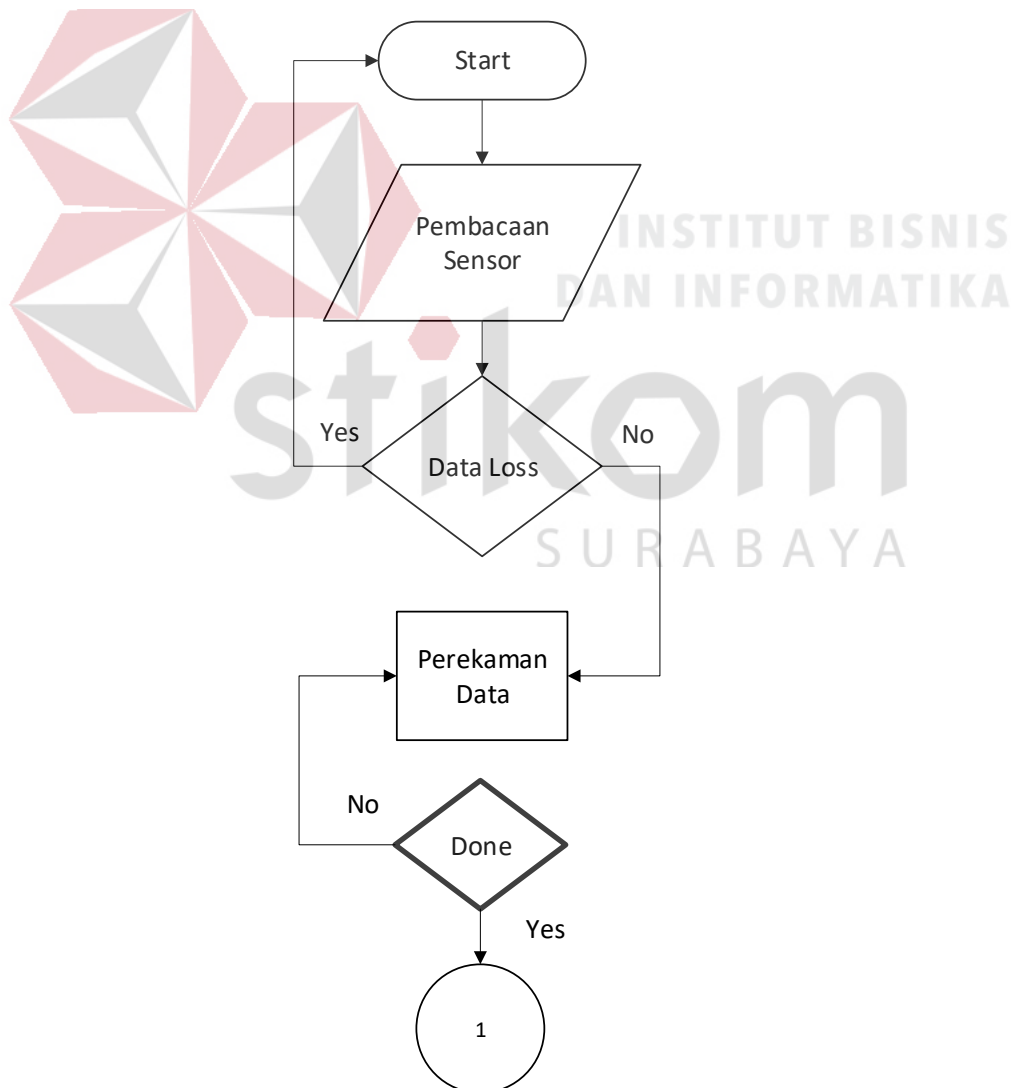 Start
Pembacaan
Sensor
INSTITUT BISNIS
DAN INFORMATIKA
stikom
SURABAYA
Yes
Data Loss
No
Perekaman
Data
No
Done
Yes
1